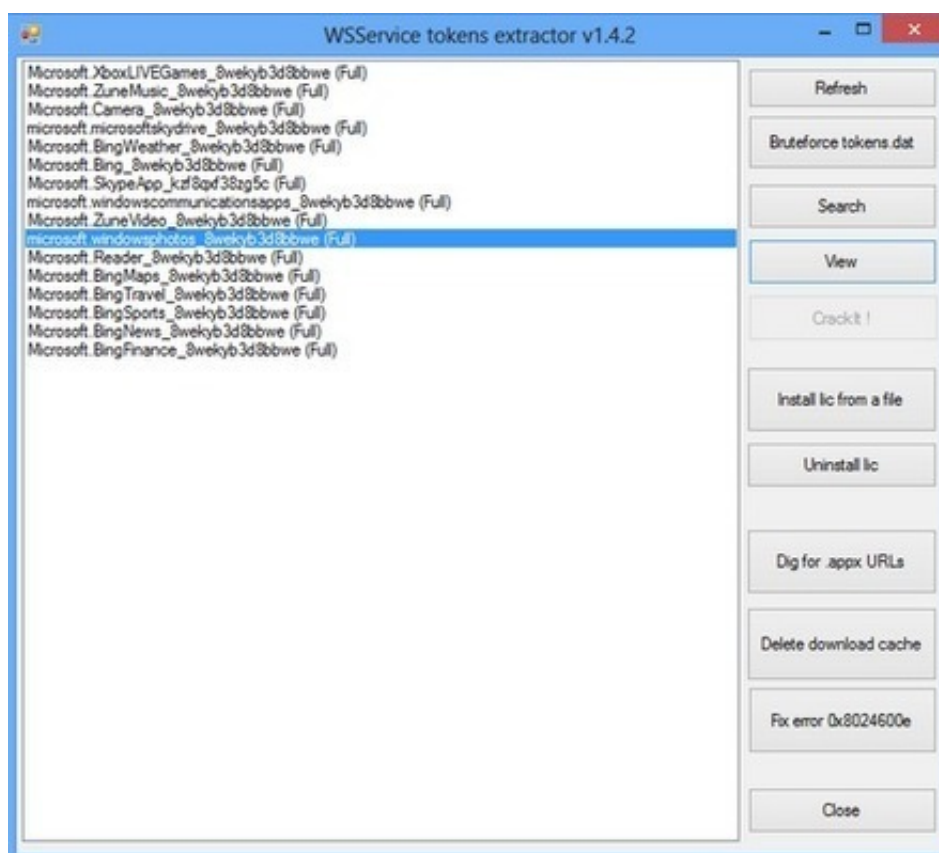 WSService tokens extractor v1.4.2
Microsoft.XboxLIVEGames_8wekyb3d8bbwe (Full)
Microsoft.ZuneMusic_8wekyb3d8bbwe (Full)
Microsoft.Camera_8wekyb3d8bbwe (Full)
microsoft.microsoftskydrive_8wekyb3d8bbwe (Full)
Microsoft.BingWeather_8wekyb3d8bbwe (Full)
Microsoft.Bing_8wekyb3d8bbwe (Full)
Microsoft.SkypeApp_kzf8qxf38zg5c (Full)
microsoft.windowscommunicationsapps_8wekyb3d8bbwe (Full)
Microsoft.ZuneVideo_8wekyb3d8bbwe (Full)
microsoft.windowsphotos_8wekyb3d8bbwe (Full)
Microsoft.Reader_8wekyb3d8bbwe (Full)
Microsoft.BingMaps_8wekyb3d8bbwe (Full)
Microsoft.BingTravel_8wekyb3d8bbwe (Full)
Microsoft.BingSports_8wekyb3d8bbwe (Full)
Microsoft.BingNews_8wekyb3d8bbwe (Full)
Microsoft.BingFinance_8wekyb3d8bbwe (Full)
Refresh
Bruteforce tokens.dat
Search
View
CrackIt !
Install lic from a file
Uninstall lic
Dig for .appx URLs
Delete download cache
Fix error 0x8024600e
Close